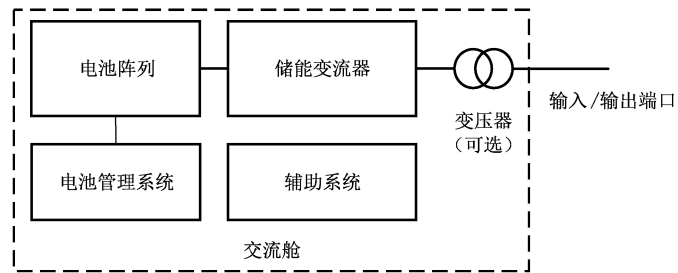 电池阵列
储能变流器
变压器
（可选）
输入/输出端口
电池管理系统
辅助系统
交流舱